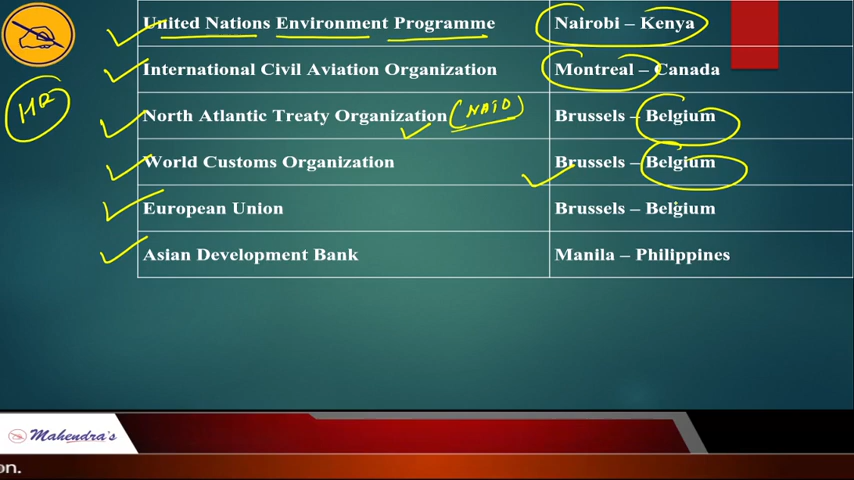 United Nations Environment Programme Nairobi – Kenya
International Civil Aviation Organization Montreal – Canada
HQ
North Atlantic Treaty Organization (NATO) Brussels – Belgium
World Customs Organization Brussels – Belgium
European Union Brussels – Belgium
Asian Development Bank Manila – Philippines
Mahendra's
on.